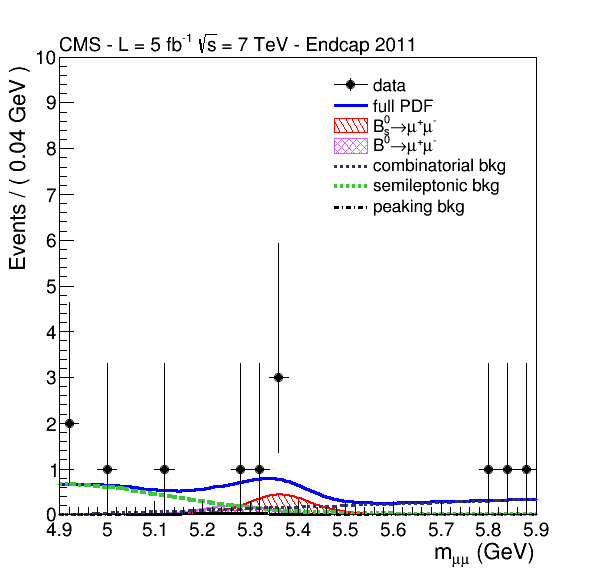 CMS - L = 5 fb⁻¹ √s = 7 TeV - Endcap 2011
Events / ( 0.04 GeV )
10
9
8
7
6
5
4
3
2
1
0
data
full PDF
B⁰ₛ→μ⁺μ⁻
B⁰→μ⁺μ⁻
combinatorial bkg
semileptonic bkg
peaking bkg
4.9 5 5.1 5.2 5.3 5.4 5.5 5.6 5.7 5.8 5.9
m_μμ (GeV)